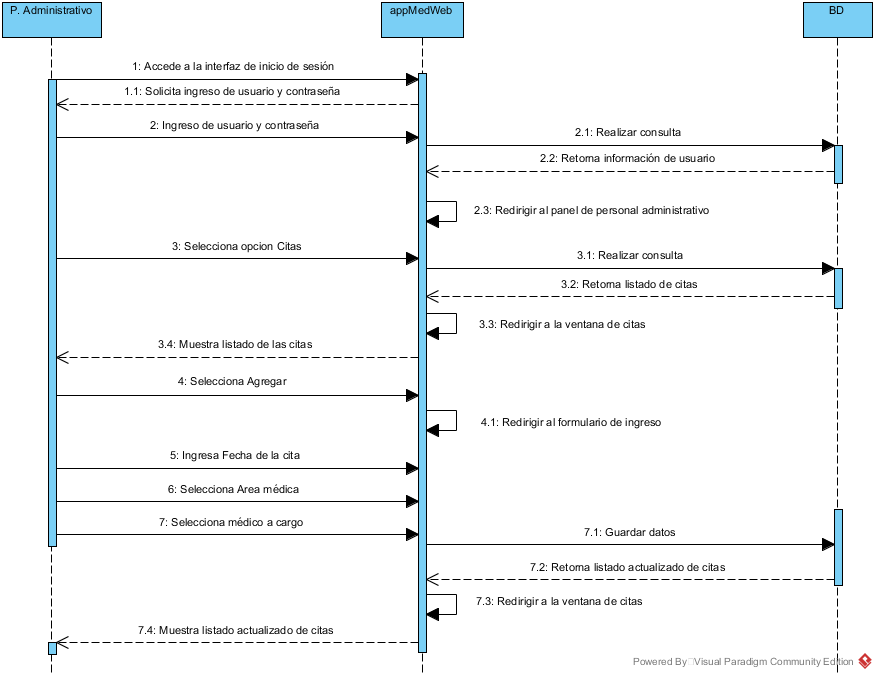 P. Administrativo
appMedWeb
BD
1: Accede a la interfaz de inicio de sesión
1.1: Solicita ingreso de usuario y contraseña
2: Ingreso de usuario y contraseña
2.1: Realizar consulta
2.2: Retorna información de usuario
2.3: Redirigir al panel de personal administrativo
3: Selecciona opcion Citas
3.1: Realizar consulta
3.2: Retorna listado de citas
3.3: Redirigir a la ventana de citas
3.4: Muestra listado de las citas
4: Selecciona Agregar
4.1: Redirigir al formulario de ingreso
5: Ingresa Fecha de la cita
6: Selecciona Area médica
7: Selecciona médico a cargo
7.1: Guardar datos
7.2: Retorna listado actualizado de citas
7.3: Redirigir a la ventana de citas
7.4: Muestra listado actualizado de citas
Powered By Visual Paradigm Community Edition